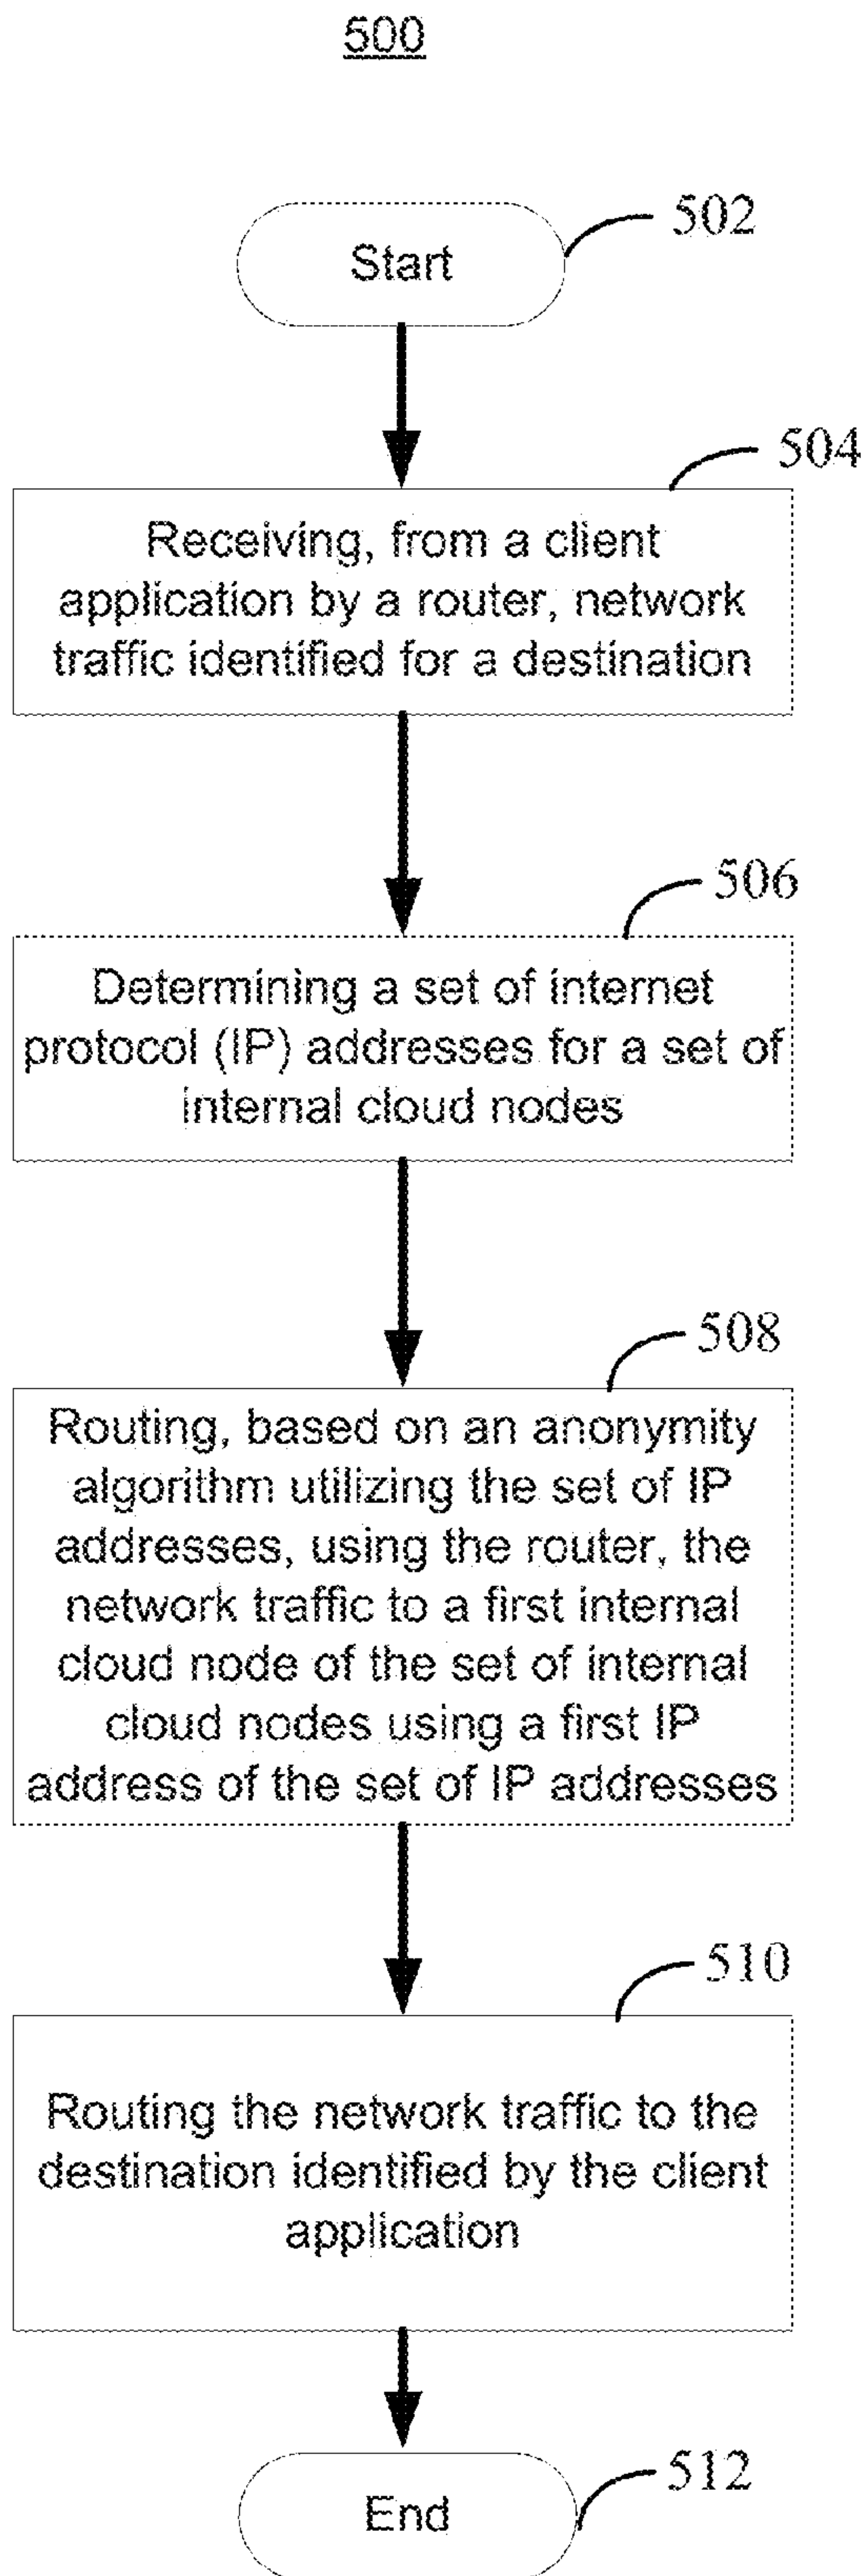 500
502
Start
504
Receiving, from a client
application by a router, network
traffic identified for a destination
506
Determining a set of internet
protocol (IP) addresses for a set of
internal cloud nodes
508
Routing, based on an anonymity
algorithm utilizing the set of IP
addresses, using the router, the
network traffic to a first internal
cloud node of the set of internal
cloud nodes using a first IP
address of the set of IP addresses
510
Routing the network traffic to the
destination identified by the client
application
512
End